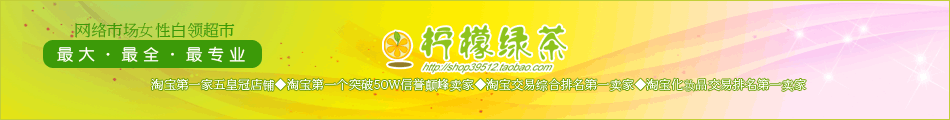 网络市场女性白领超市
最大·最全·最专业
柠檬绿茶
http://shop39512.taobao.com
淘宝第一家五皇冠店铺◆淘宝第一个突破50W信誉巅峰卖家◆淘宝交易综合排名第一卖家◆淘宝化妆品交易排名第一卖家